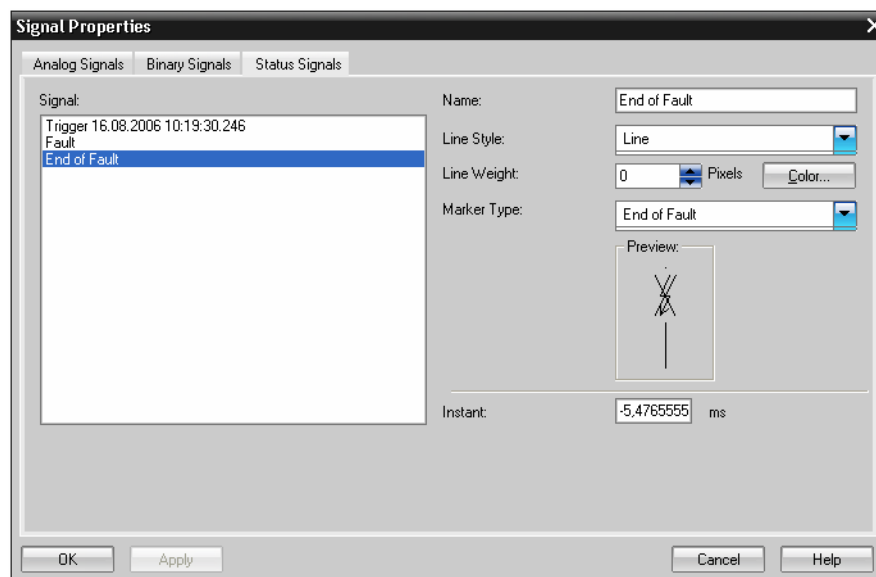 Signal Properties
Analog Signals Binary Signals Status Signals
Signal:
Trigger 16.08.2006 10:19:30.246
Fault
End of Fault
Name: End of Fault
Line Style: Line
Line Weight: 0 Pixels Color...
Marker Type: End of Fault
Preview:
Instant: -5,4765555 ms
OK Apply Cancel Help